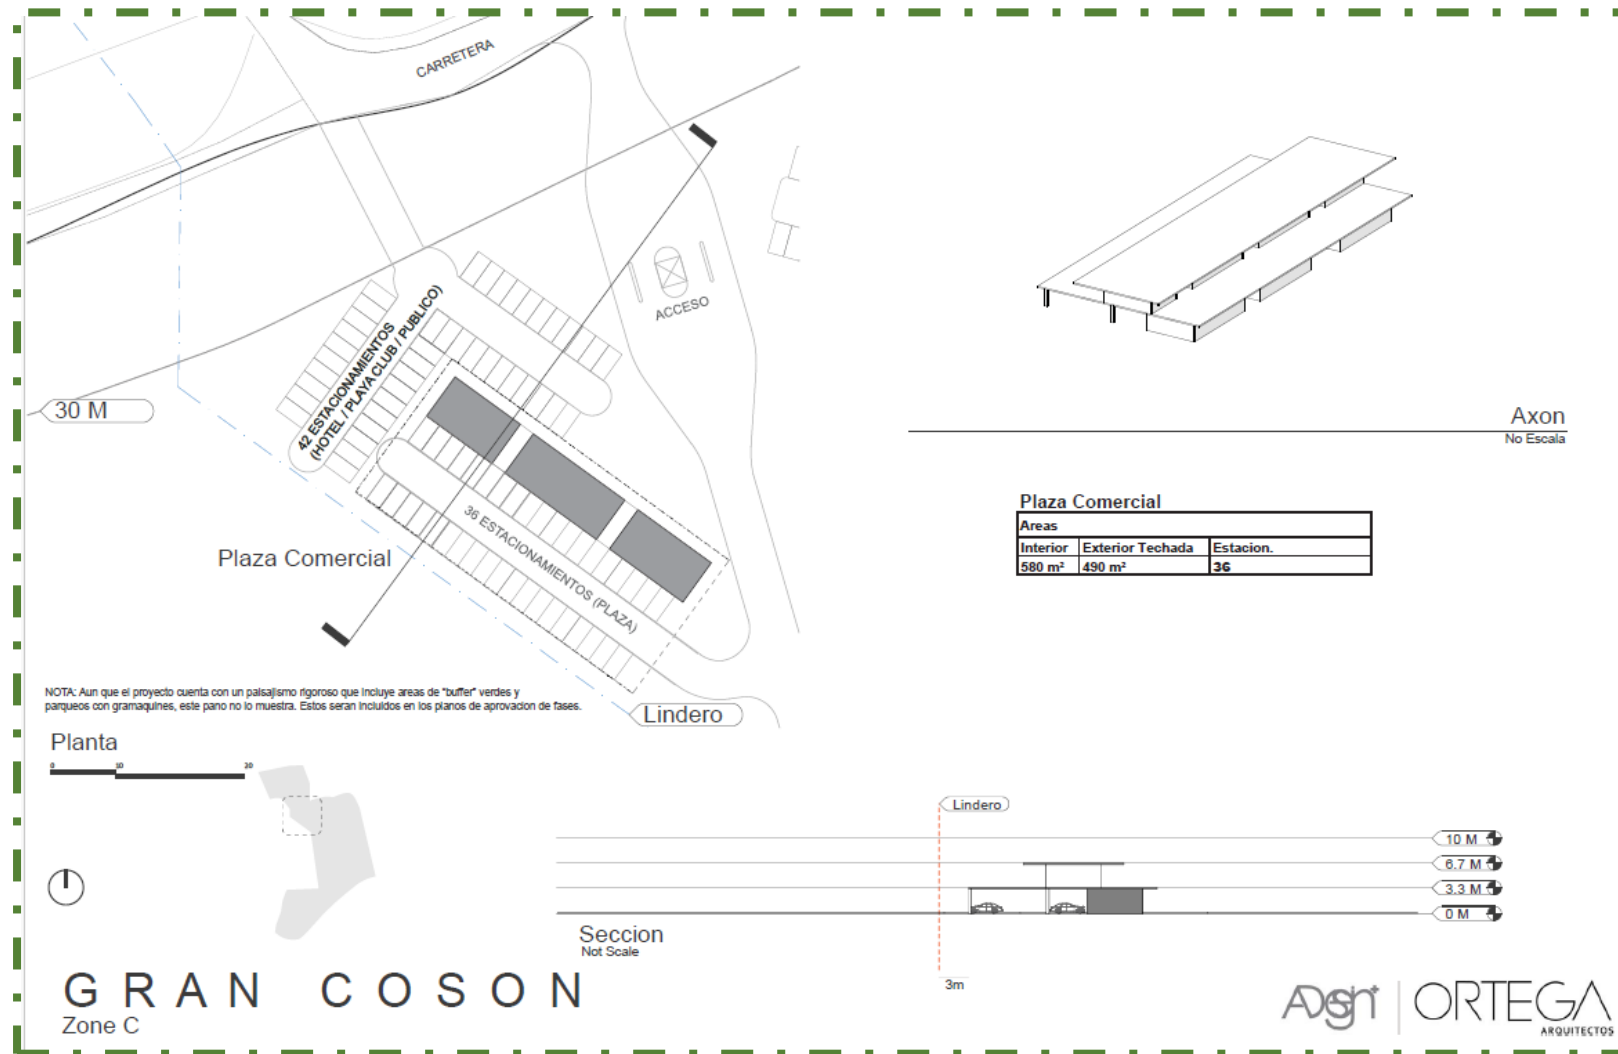 CARRETERA
ACCESO
42 ESTACIONAMIENTOS
(HOTEL / PLAYA CLUB / PUBLICO)
30 M
36 ESTACIONAMIENTOS (PLAZA)
Plaza Comercial
Lindero
NOTA: Aun que el proyecto cuenta con un paisajismo rigoroso que incluye areas de "buffer" verdes y
parqueos con gramaquines, este pano no lo muestra. Estos seran incluidos en los planos de aprovacion de fases.
Planta
0 10 20
Axon
No Escala
Plaza Comercial
Areas
Interior Exterior Techada Estacion.
580 m² 490 m² 36
Lindero
10 M
6.7 M
3.3 M
0 M
Seccion
Not Scale
3m
GRAN COSON
Zone C
ADesign+
ORTEGA
ARQUITECTOS